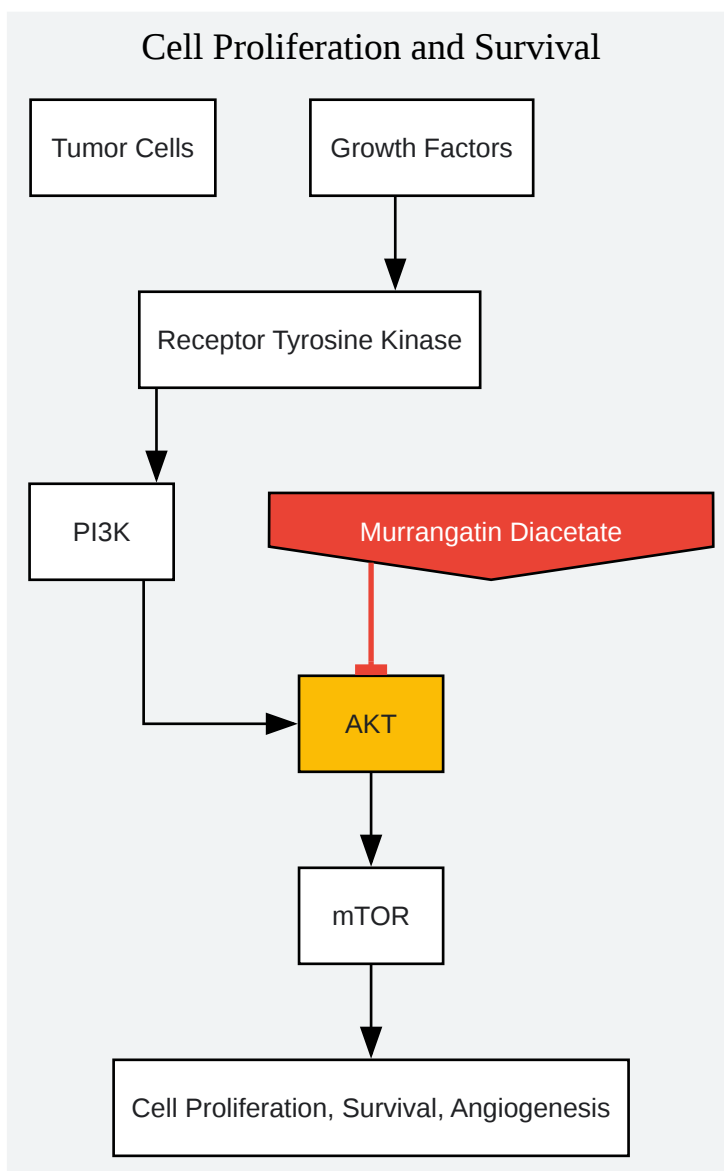 Cell Proliferation and Survival
Tumor Cells
Growth Factors
Receptor Tyrosine Kinase
PI3K
Murrangatin Diacetate
AKT
mTOR
Cell Proliferation, Survival, Angiogenesis